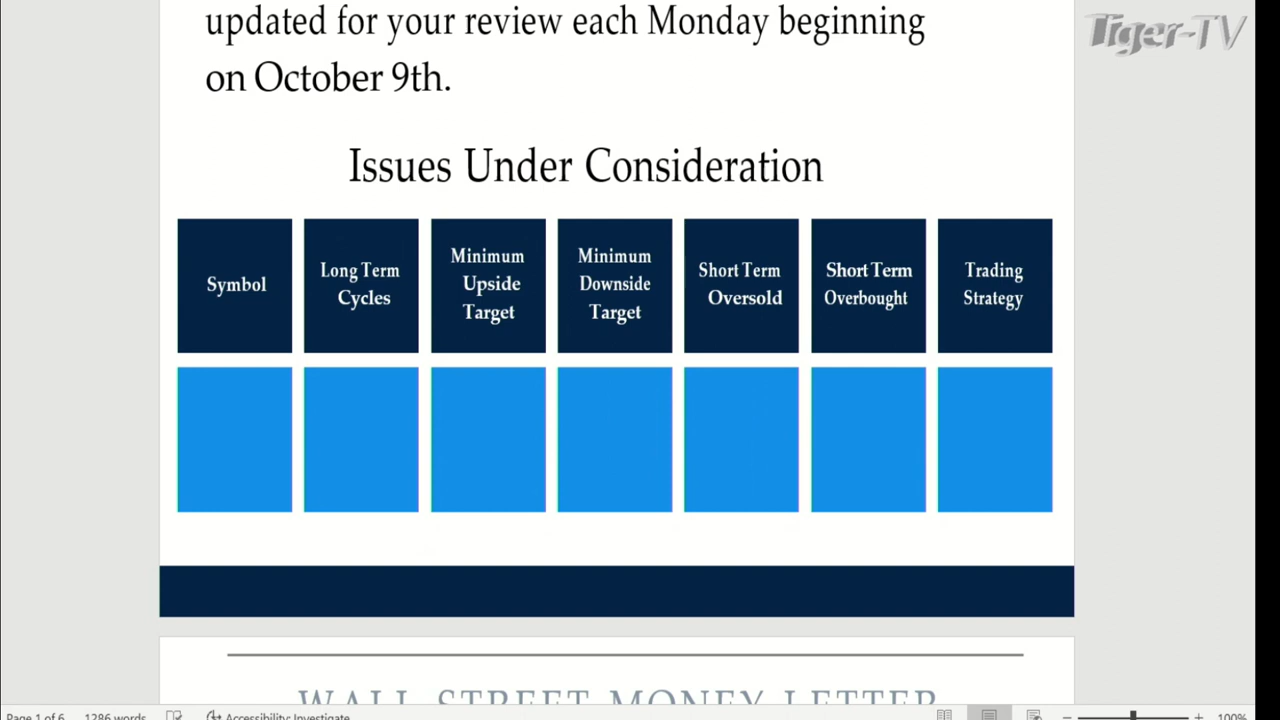 updated for your review each Monday beginning
on October 9th.
Tiger-TV
Issues Under Consideration
Symbol
Long Term
Cycles
Minimum
Upside
Target
Minimum
Downside
Target
Short Term
Oversold
Short Term
Overbought
Trading
Strategy
WALL STREET MONEY LETTER
Page 1 of 6 1286 words Accessibility: Investigate 100%